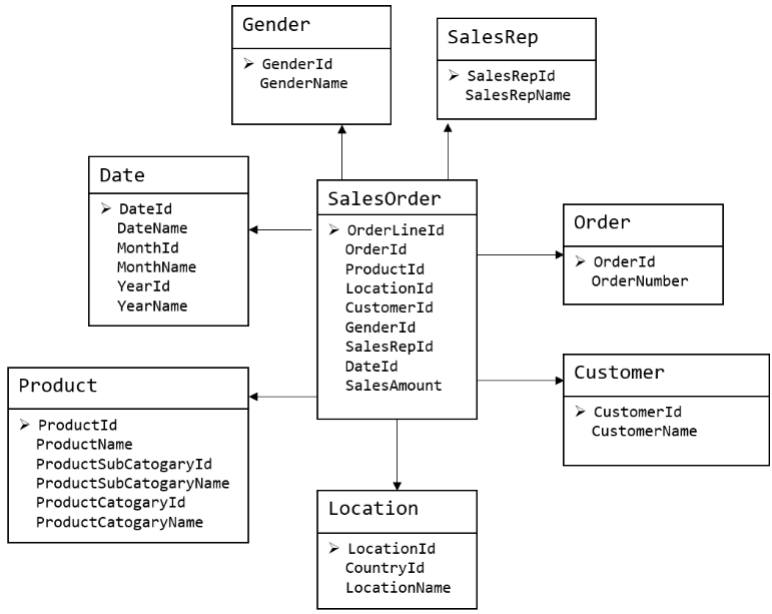 Gender
GenderId
GenderName
SalesRep
SalesRepId
SalesRepName
Date
DateId
DateName
MonthId
MonthName
YearId
YearName
SalesOrder
OrderLineId
OrderId
ProductId
LocationId
CustomerId
GenderId
SalesRepId
DateId
SalesAmount
Order
OrderId
OrderNumber
Product
ProductId
ProductName
ProductSubCatogaryId
ProductSubCatogaryName
ProductCatogaryId
ProductCatogaryName
Customer
CustomerId
CustomerName
Location
LocationId
CountryId
LocationName